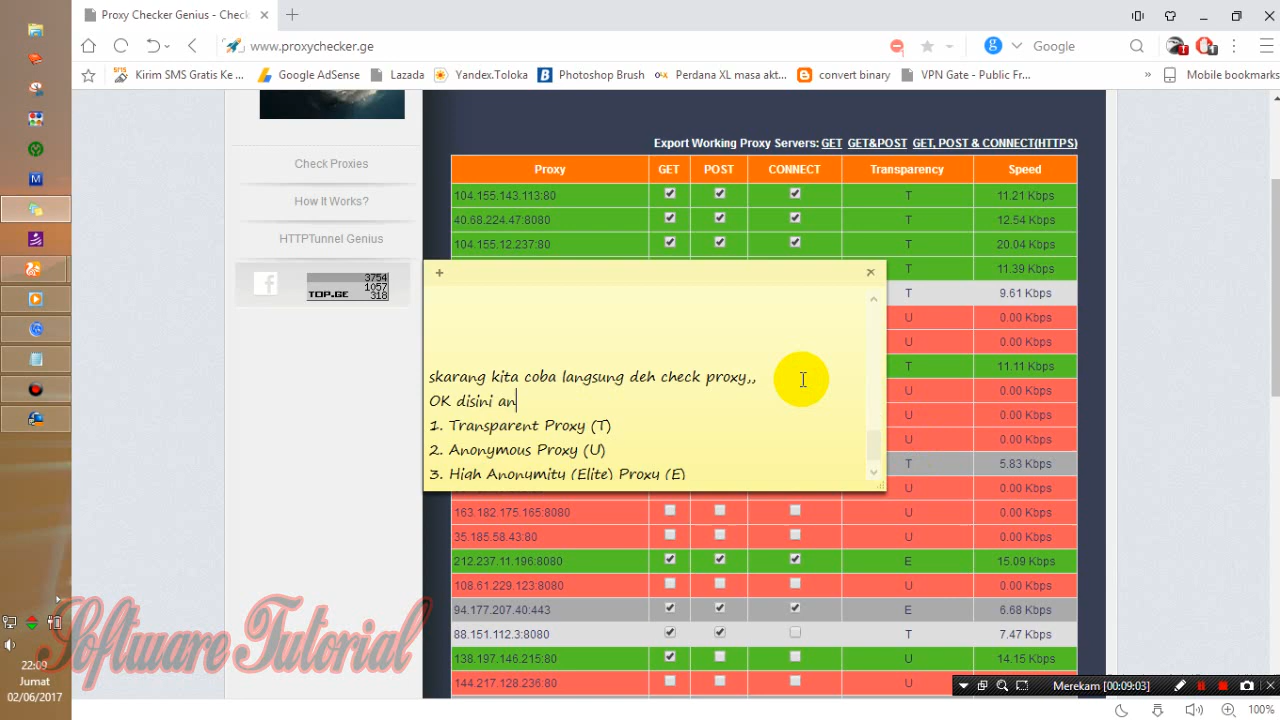 Proxy Checker Genius - Check
www.proxychecker.ge
Google
Kirim SMS Gratis Ke ...
Google AdSense
Lazada
Yandex.Toloka
Photoshop Brush
Perdana XL masa akt...
convert binary
VPN Gate - Public Fr...
»
Mobile bookmarks
Check Proxies
How It Works?
HTTPTunnel Genius
3754
1057
TOP.GE 318
Export Working Proxy Servers: GET GET&POST GET, POST & CONNECT(HTTPS)
Proxy GET POST CONNECT Transparency Speed
104.155.143.113:80 T 11.21 Kbps
40.68.224.47:8080 T 12.54 Kbps
104.155.12.237:80 T 20.04 Kbps
T 11.39 Kbps
T 9.61 Kbps
U 0.00 Kbps
U 0.00 Kbps
T 11.11 Kbps
U 0.00 Kbps
U 0.00 Kbps
U 0.00 Kbps
T 5.83 Kbps
U 0.00 Kbps
163.182.175.165:8080 U 0.00 Kbps
35.185.58.43:80 U 0.00 Kbps
212.237.11.196:8080 E 15.09 Kbps
108.61.229.123:8080 U 0.00 Kbps
94.177.207.40:443 E 6.68 Kbps
88.151.112.3:8080 T 7.47 Kbps
138.197.146.215:80 U 14.15 Kbps
144.217.128.236:80 U 0.00 Kbps
skarang kita coba langsung deh check proxy,,
OK disini an
1. Transparent Proxy (T)
2. Anonymous Proxy (U)
3. High Anonymity (Elite) Proxy (E)
Software Tutorial
22:09
Jumat
02/06/2017
Merekam [00:09:03]
100%